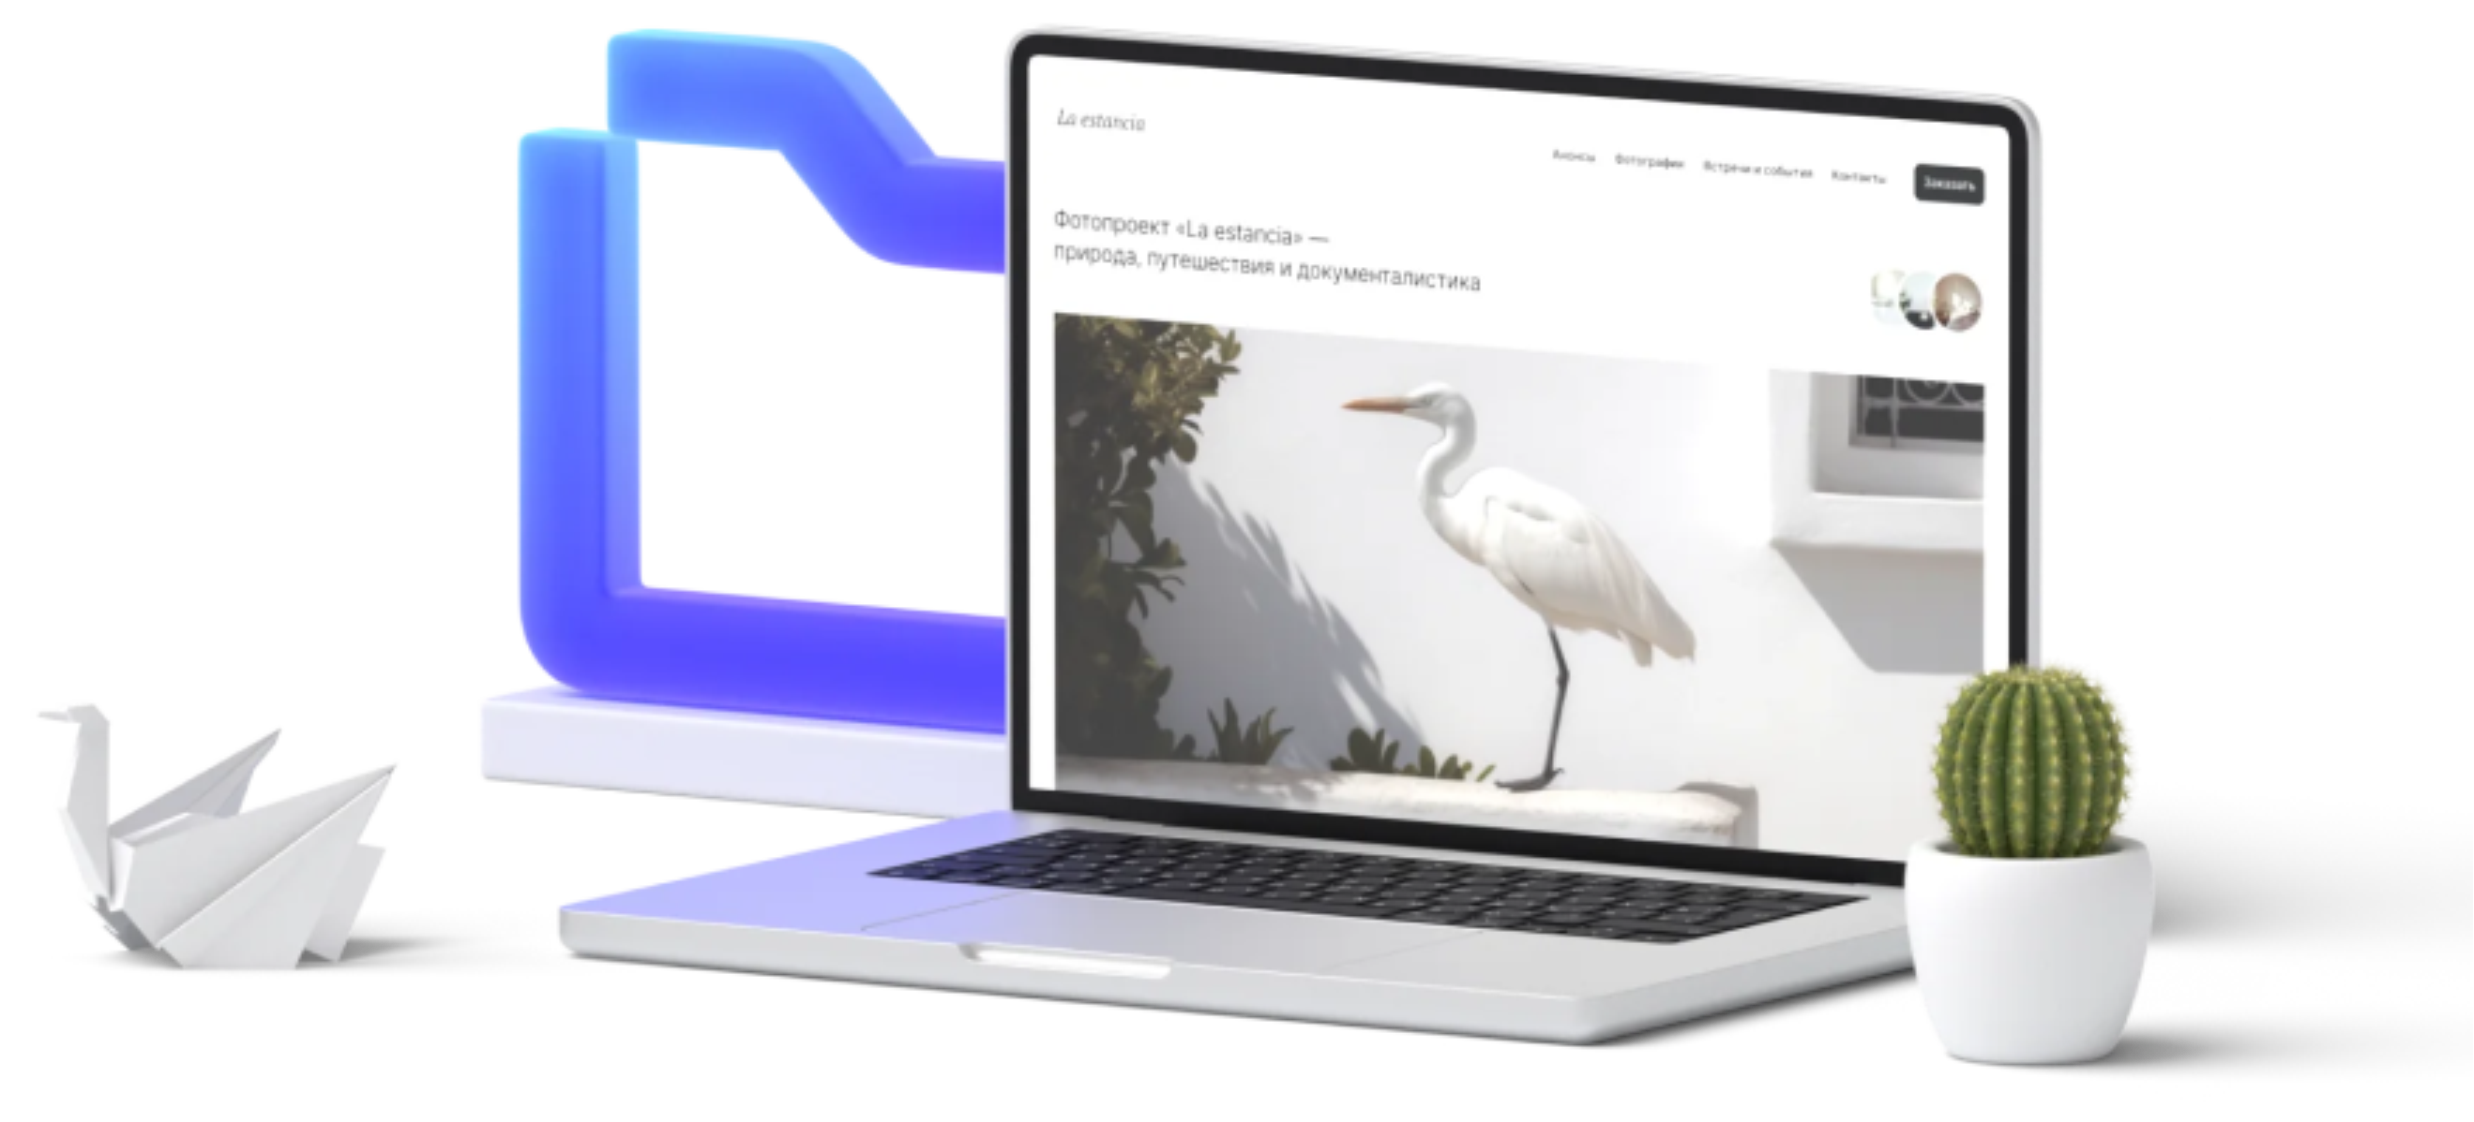 La estancia
Анонсы Фотографии Встречи и события Контакты Заказать
Фотопроект «La estancia» —
природа, путешествия и документалистика